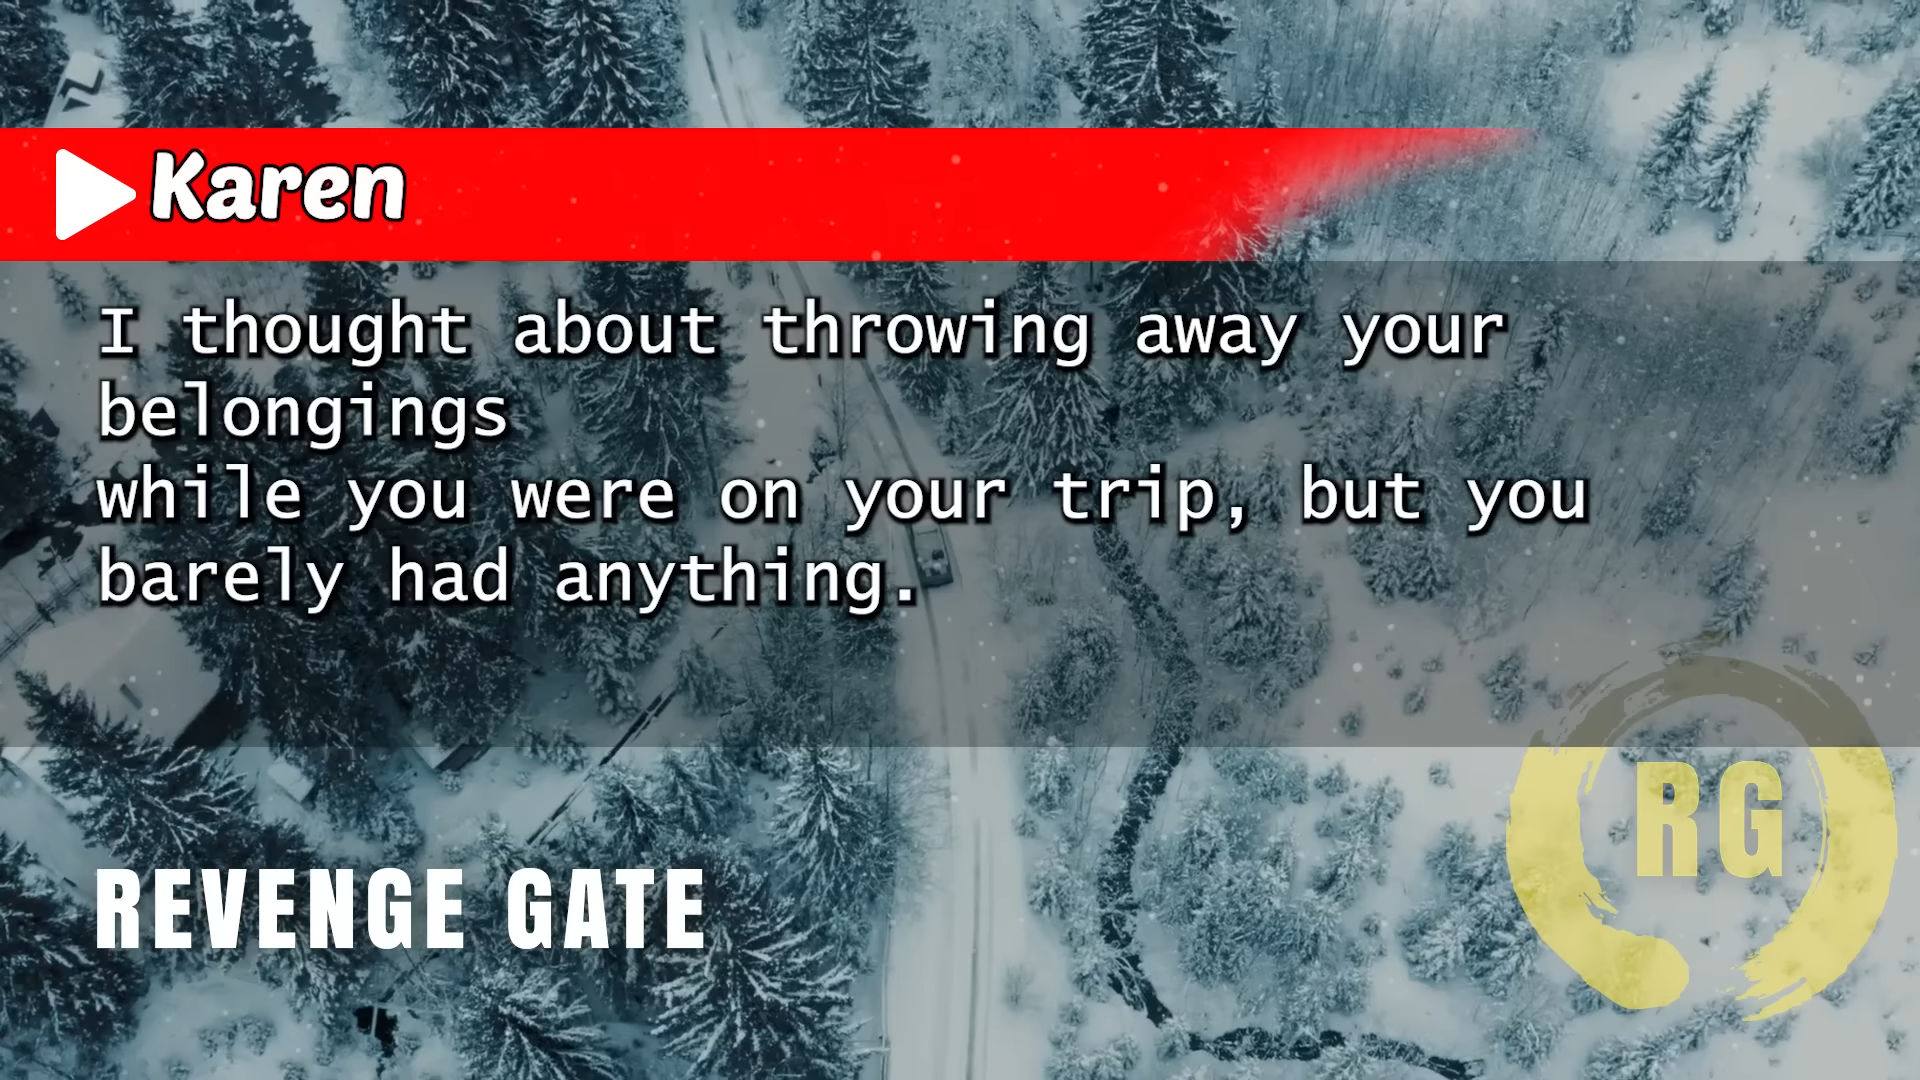 Karen
I thought about throwing away your
belongings
while you were on your trip, but you
barely had anything.
RG
REVENGE GATE